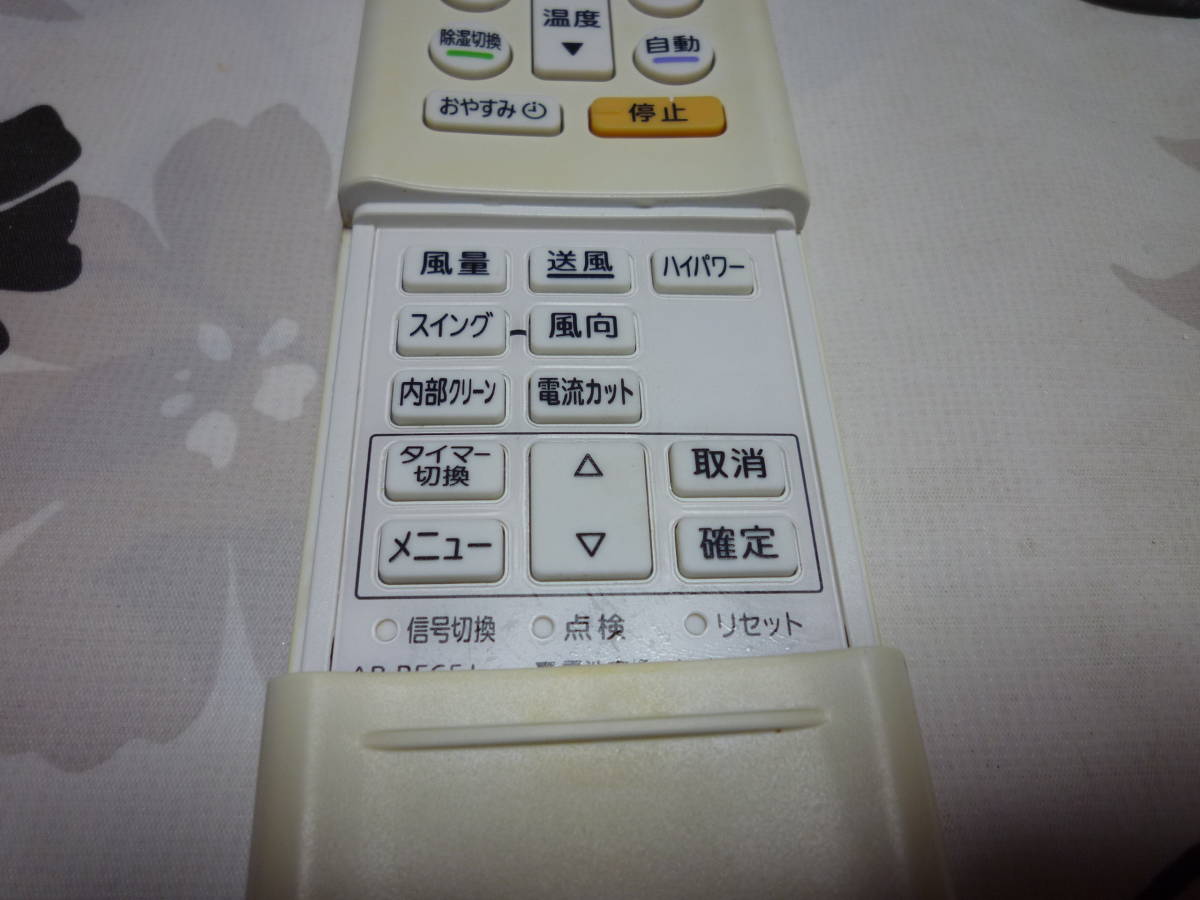 温度
▼
除湿切換
自動
おやすみ
停止
風量 送風 ハイパワー
スイング 風向
内部クリーン 電流カット
タイマー
切換
△
取消
メニュー
▽
確定
信号切換 点検 リセット